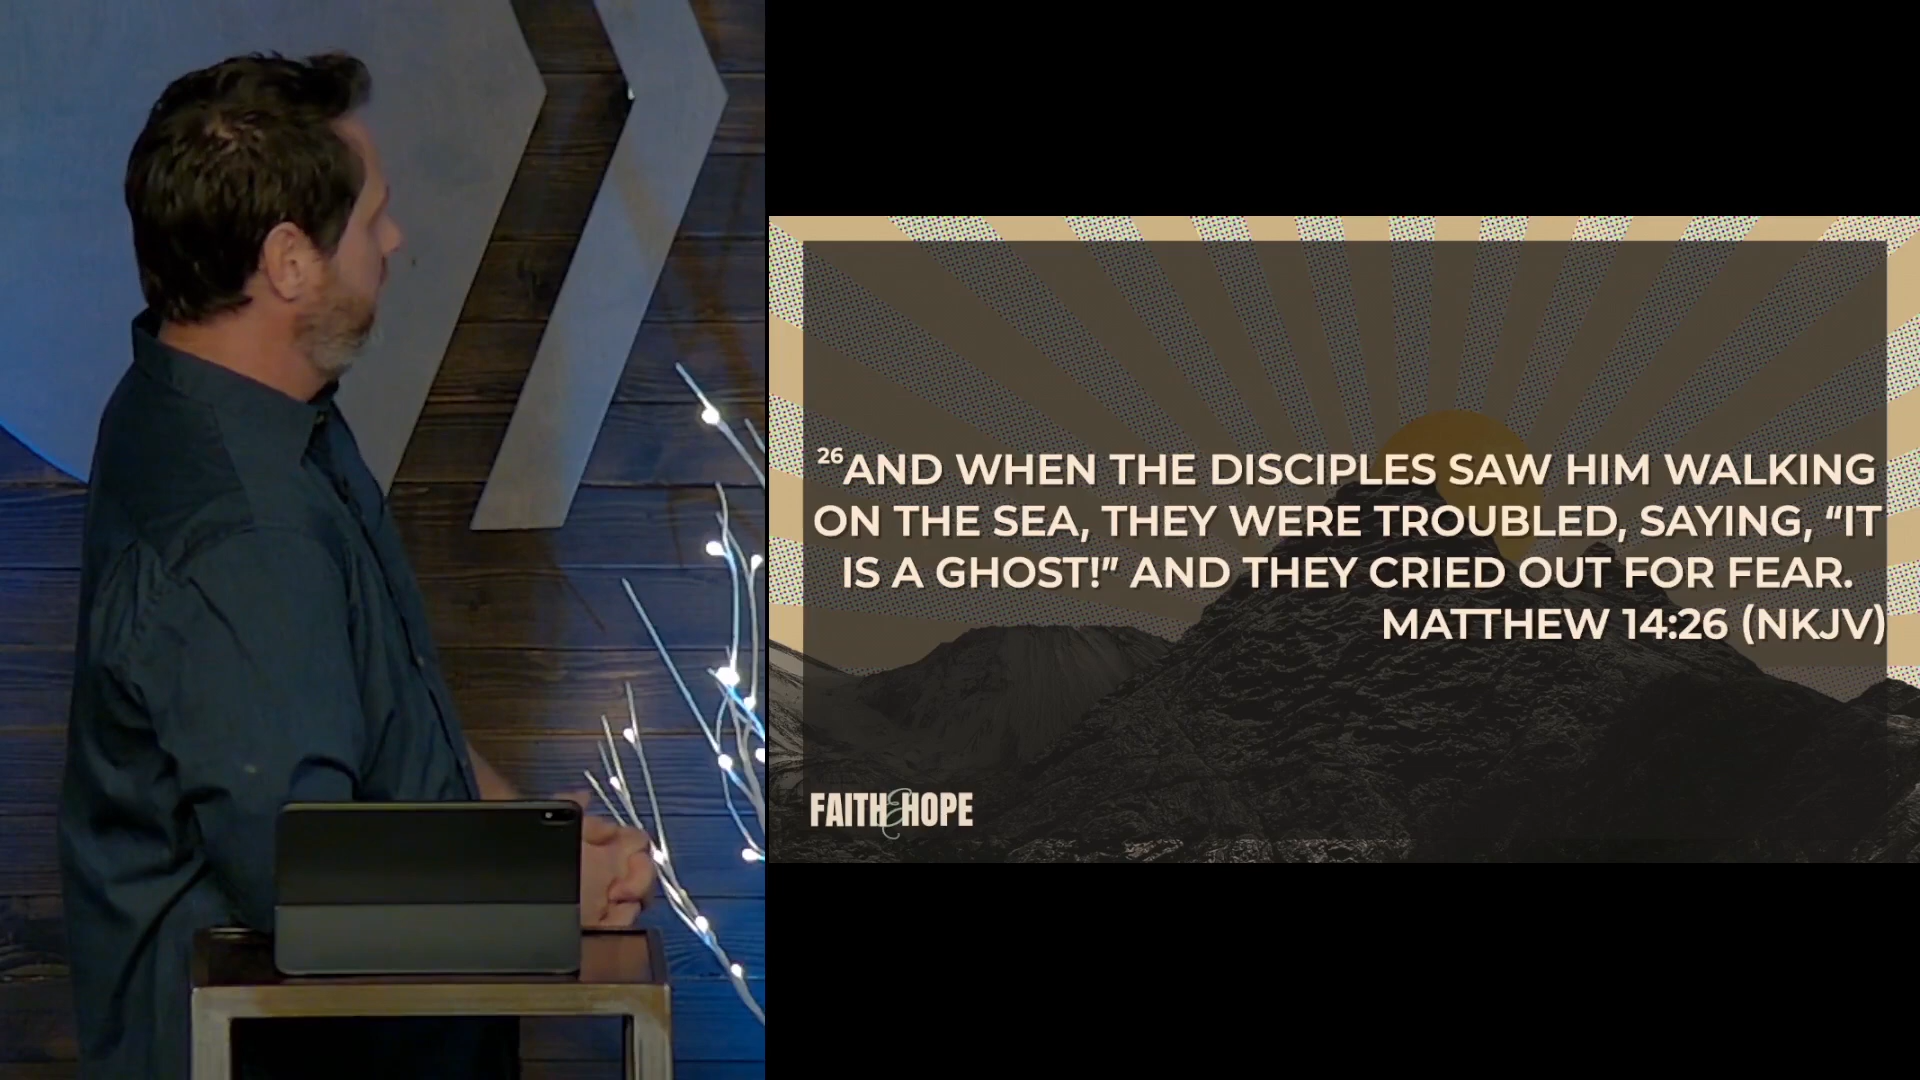 26AND WHEN THE DISCIPLES SAW HIM WALKING
ON THE SEA, THEY WERE TROUBLED, SAYING, “IT
IS A GHOST!” AND THEY CRIED OUT FOR FEAR.
MATTHEW 14:26 (NKJV)
FAITH & HOPE